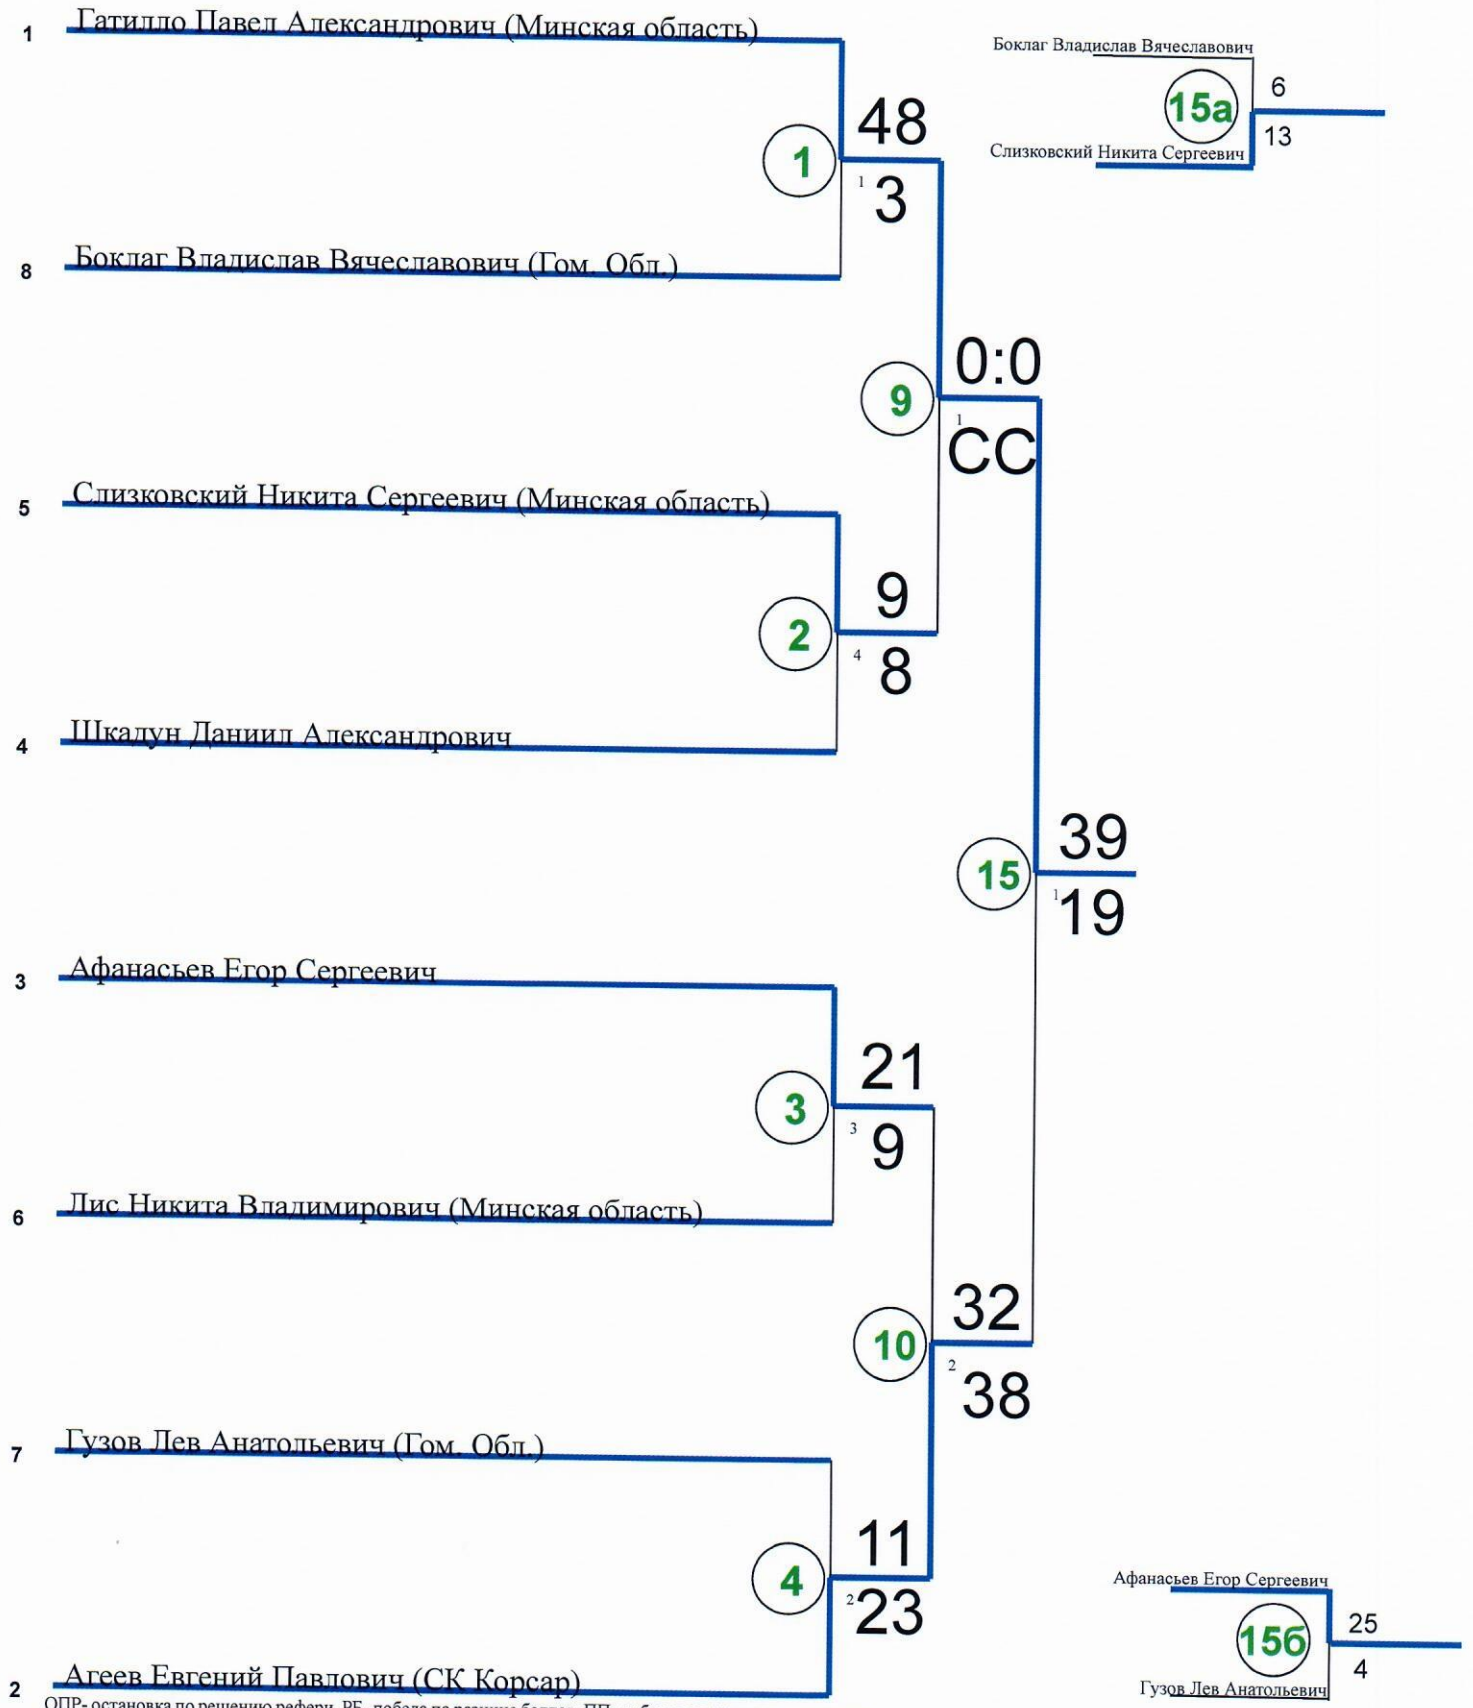 1 Гатилло Павел Александрович (Минская область)
Боклаг Владислав Вячеславович
6
15а
13
Слизковский Никита Сергеевич
48
1
1 3
8 Боклаг Владислав Вячеславович (Гом. Обл.)
0:0
9
1
СС
5 Слизковский Никита Сергеевич (Минская область)
9
2
4 8
4 Шкадун Даниил Александрович
39
15
1 19
3 Афанасьев Егор Сергеевич
21
3
3 9
6 Лис Никита Владимирович (Минская область)
32
10
2 38
7 Гузов Лев Анатольевич (Гом. Обл.)
11
4
2 23
Афанасьев Егор Сергеевич
25
15б
4
Гузов Лев Анатольевич
2 Агеев Евгений Павлович (СК Корсар)
ОПР- остановка по решению рефери, РБ- победа по